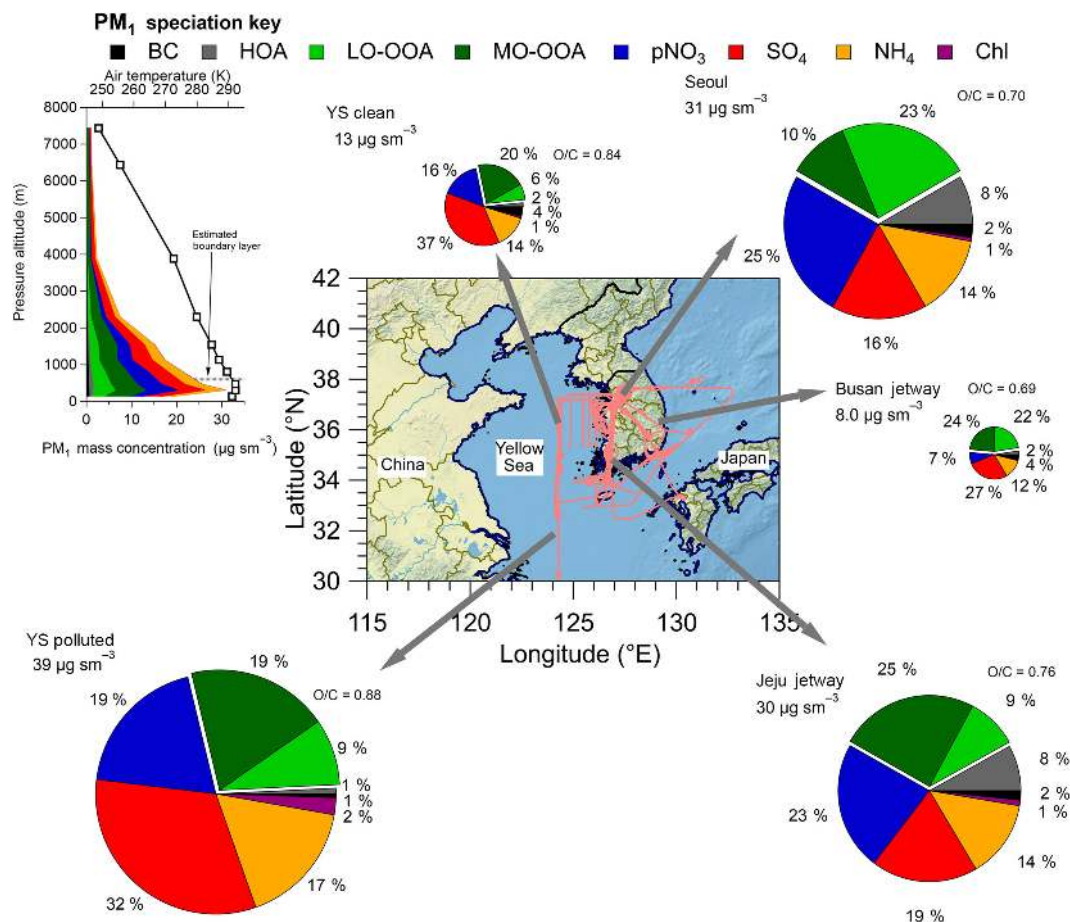 PM₁ speciation key
BC HOA LO-OOA MO-OOA pNO₃ SO₄ NH₄ Chl
Air temperature (K)
250 260 270 280 290
8000
7000
6000
5000
4000
3000
2000
1000
0
Pressure altitude (m)
Estimated
boundary layer
0 10 20 30 40
PM₁ mass concentration (µg sm⁻³)
YS clean
13 µg sm⁻³
O/C = 0.84
20 %
6 %
2 %
4 %
1 %
14 %
37 %
16 %
Seoul
31 µg sm⁻³
O/C = 0.70
23 %
8 %
2 %
1 %
14 %
16 %
25 %
10 %
42
40
38
36
34
32
30
Latitude (°N)
China
Yellow
Sea
Japan
115 120 125 130 135
Longitude (°E)
Busan jetway
8.0 µg sm⁻³
O/C = 0.69
24 %
22 %
2 %
4 %
12 %
27 %
7 %
YS polluted
39 µg sm⁻³
O/C = 0.88
19 %
19 %
9 %
1 %
1 %
2 %
17 %
32 %
Jeju jetway
30 µg sm⁻³
O/C = 0.76
25 %
9 %
8 %
2 %
1 %
14 %
19 %
23 %